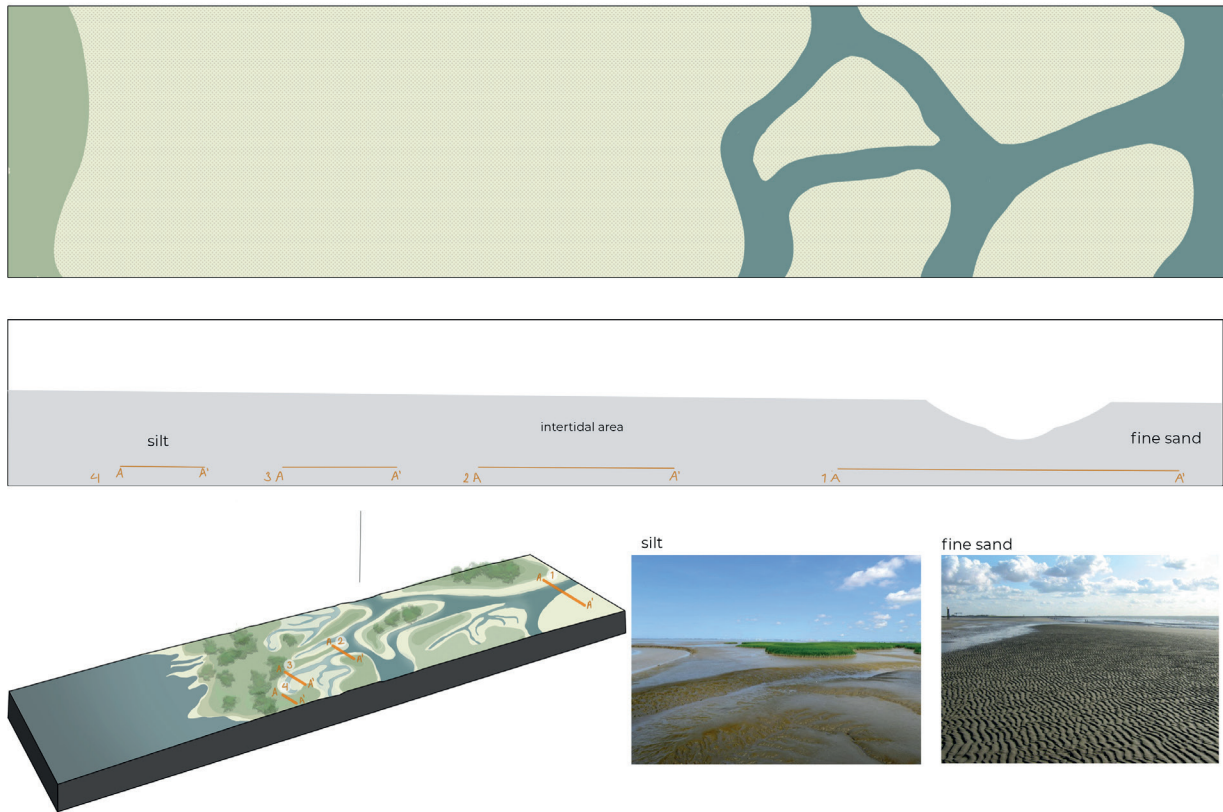 silt
intertidal area
fine sand
4 A A' 3 A A' 2 A A' 1 A A'
silt
fine sand
A 1 A'
A 2 A'
A 3 A'
A 4 A'